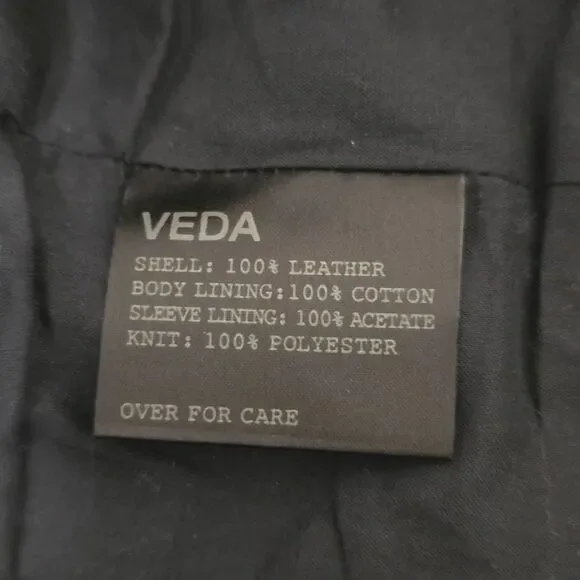 VEDA
SHELL: 100% LEATHER
BODY LINING:100% COTTON
SLEEVE LINING: 100% ACETATE
KNIT: 100% POLYESTER
OVER FOR CARE